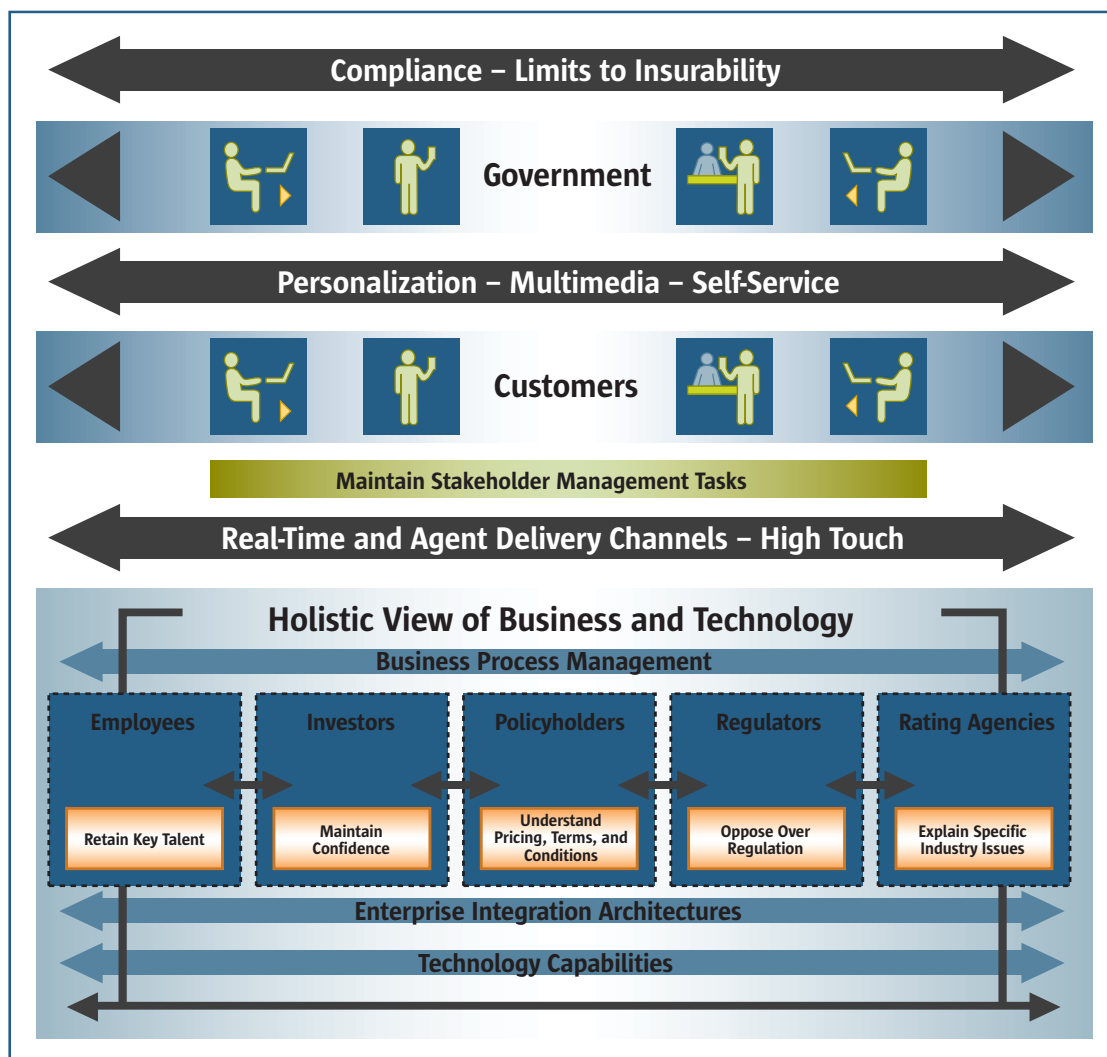 Compliance – Limits to Insurability
Government
Personalization – Multimedia – Self-Service
Customers
Maintain Stakeholder Management Tasks
Real-Time and Agent Delivery Channels – High Touch
Holistic View of Business and Technology
Business Process Management
Employees
Investors
Policyholders
Regulators
Rating Agencies
Retain Key Talent
Maintain
Confidence
Understand
Pricing, Terms, and
Conditions
Oppose Over
Regulation
Explain Specific
Industry Issues
Enterprise Integration Architectures
Technology Capabilities